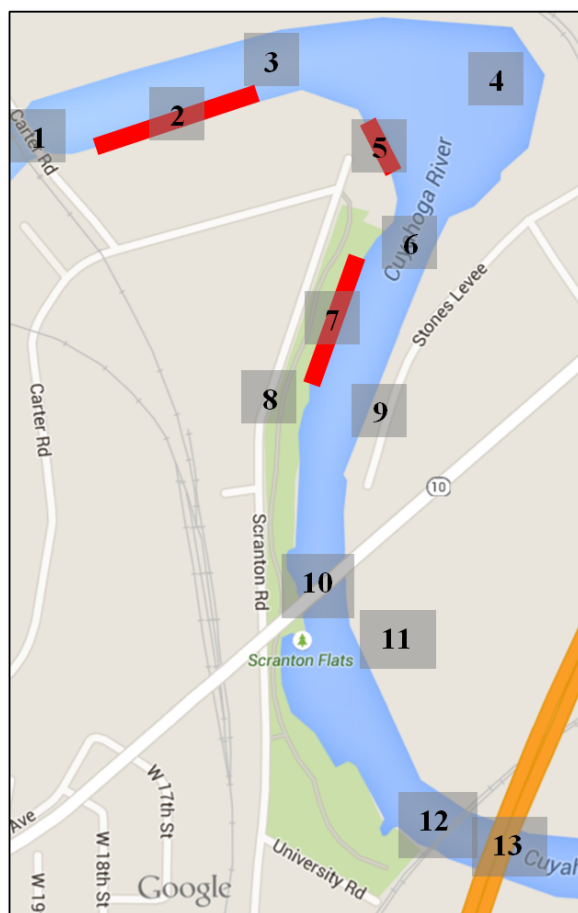 3
4
2
1
Carter Rd
5
Cuyahoga River
6
Stones Levee
7
8
9
Carter Rd
10
Scranton Rd
10
11
Scranton Flats
W 17th St
Ave
W 18th St
W 19
12
13
University Rd
Cuyah
Google